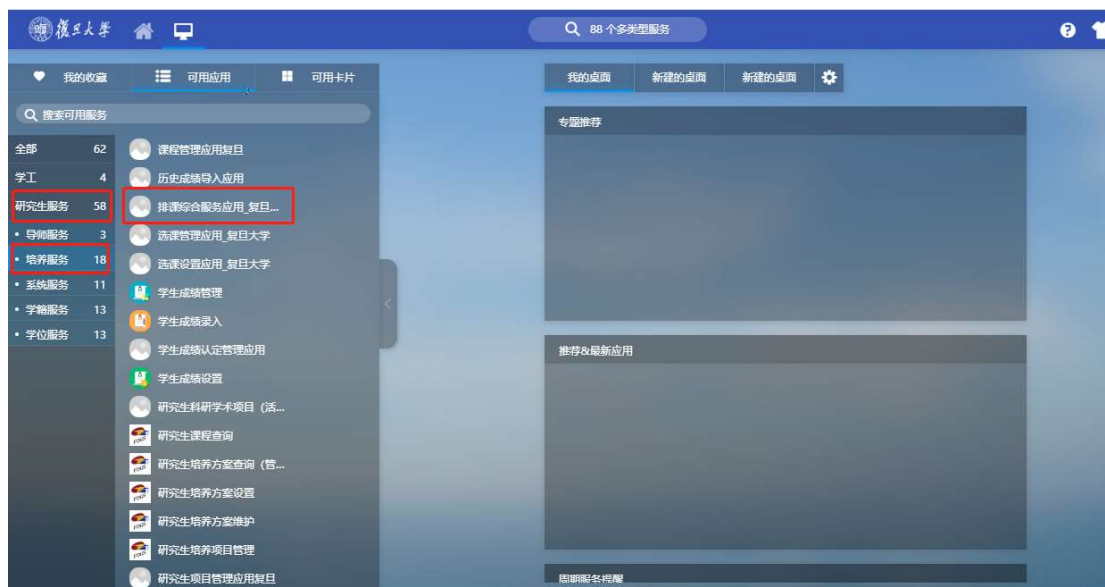 復旦大學
88 个多类型服务
我的收藏 可用应用 可用卡片
我的桌面 新建的桌面 新建的桌面
搜索可用服务
专题推荐
全部 62
学工 4
研究生服务 58
• 导师服务 3
• 培养服务 18
• 系统服务 11
• 学籍服务 13
• 学位服务 13
课程管理应用复旦
历史成绩导入应用
排课综合服务应用_复旦...
选课管理应用_复旦大学
选课设置应用_复旦大学
学生成绩管理
学生成绩录入
学生成绩认定管理应用
学生成绩设置
研究生科研学术项目（活...
研究生课程查询
研究生培养方案查询（管...
研究生培养方案设置
研究生培养方案维护
研究生培养项目管理
研究生项目管理应用复旦
推荐&最新应用
周期服务提醒